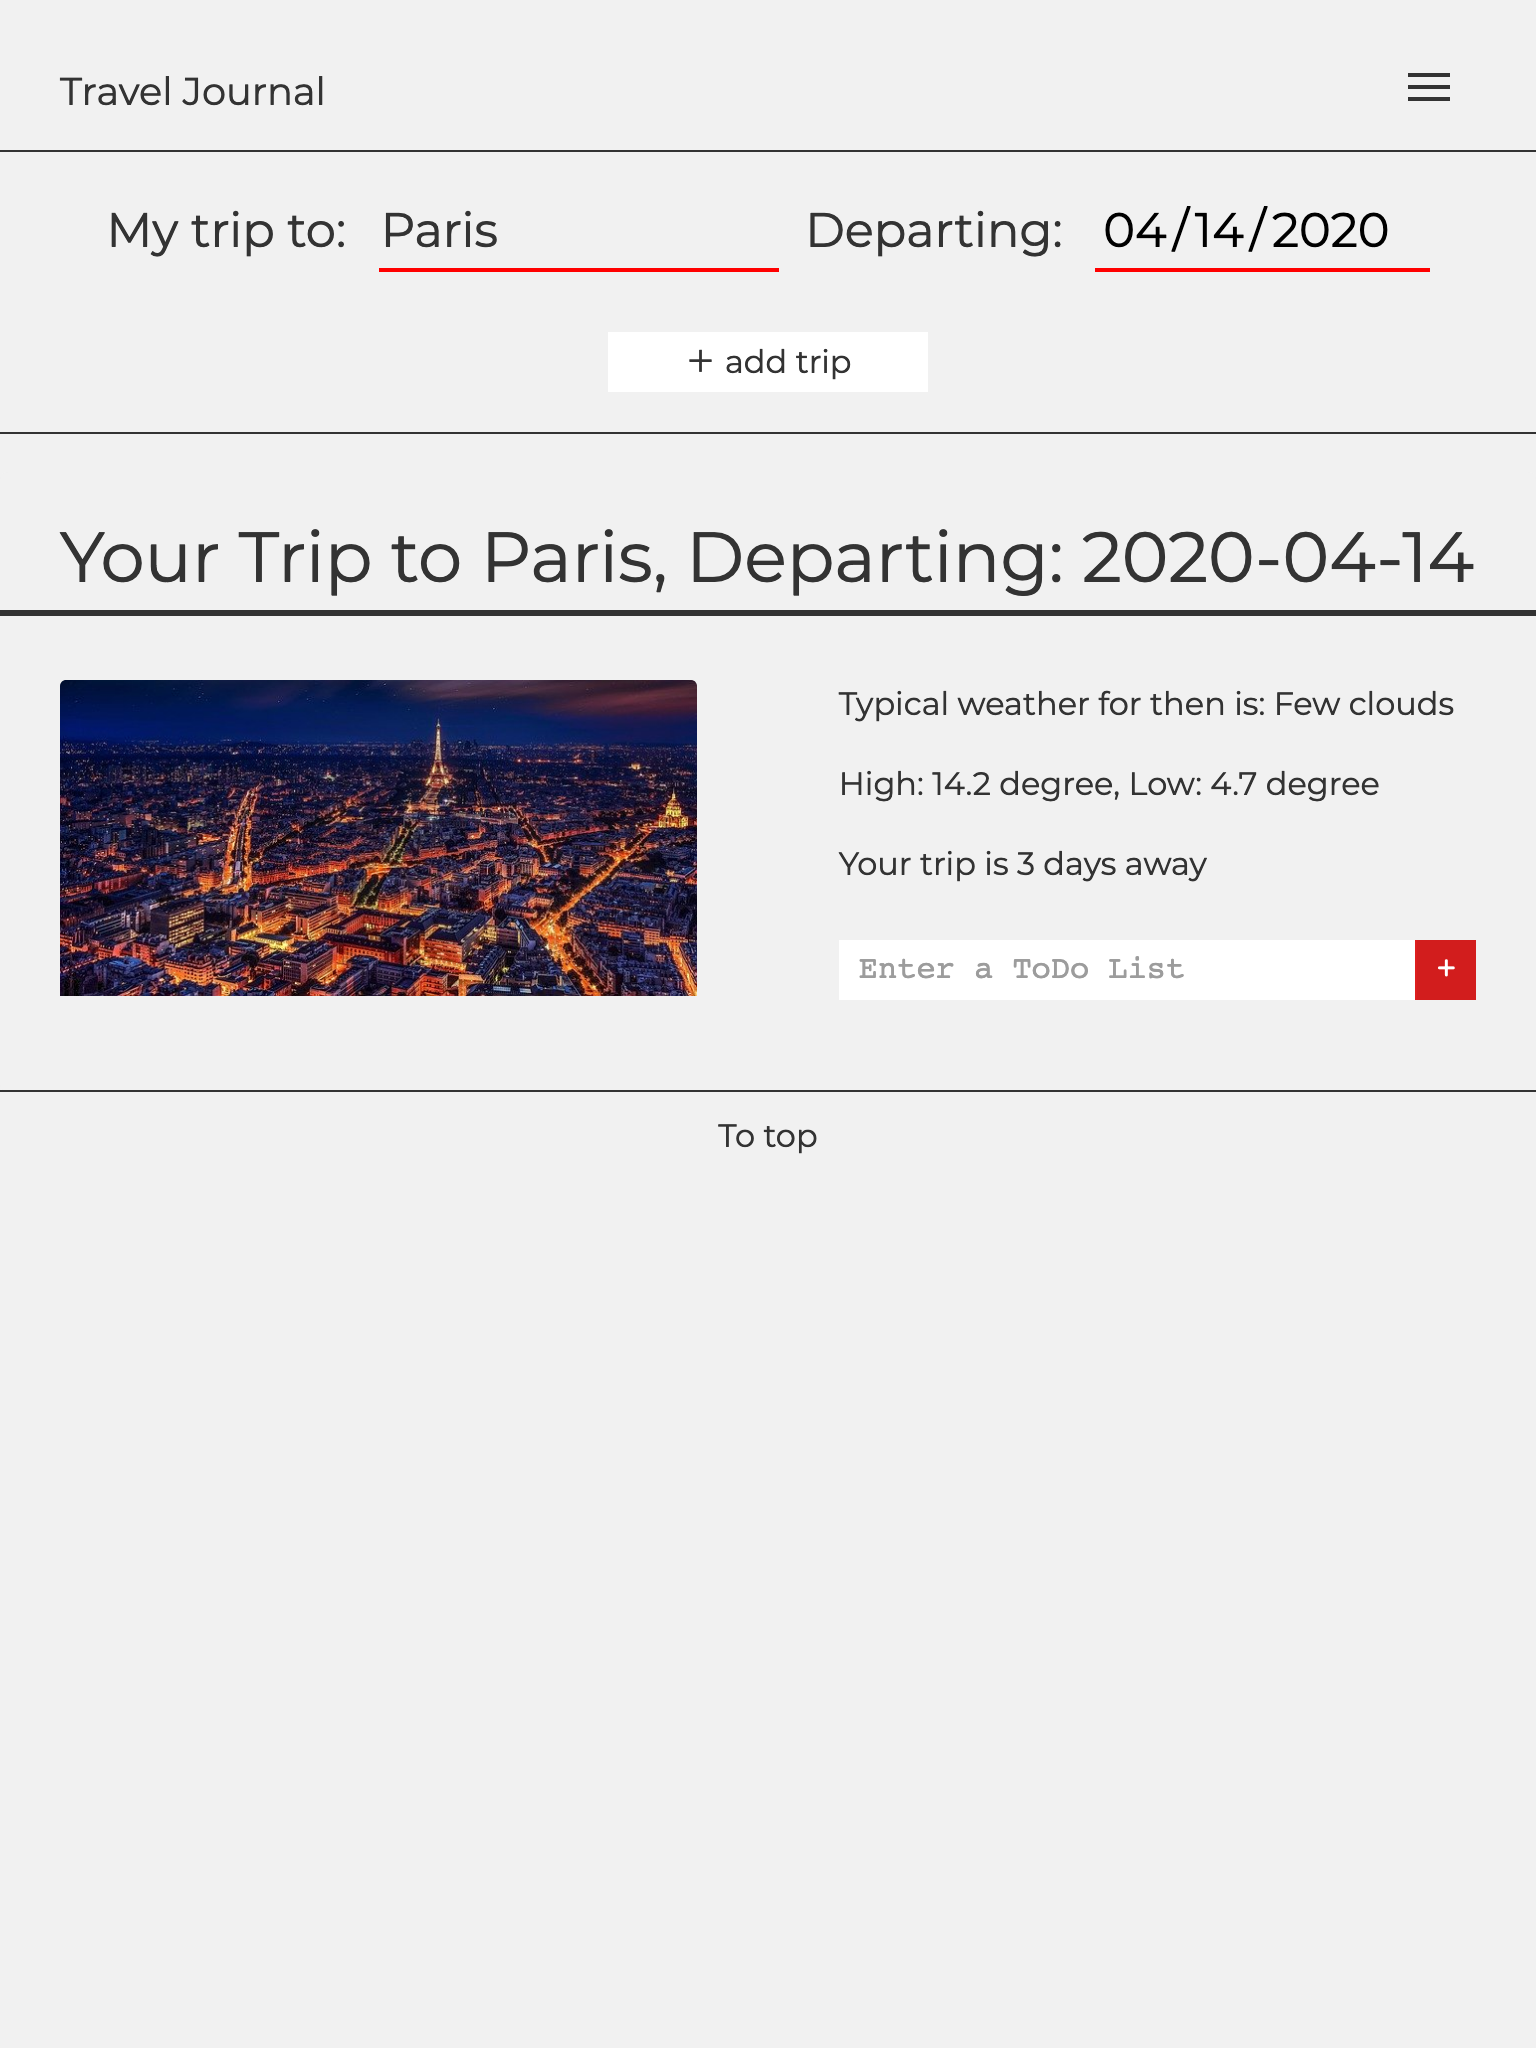 Travel Journal
My trip to: Paris Departing: 04/14/2020
+ add trip
Your Trip to Paris, Departing: 2020-04-14
Typical weather for then is: Few clouds
High: 14.2 degree, Low: 4.7 degree
Your trip is 3 days away
Enter a ToDo List +
To top